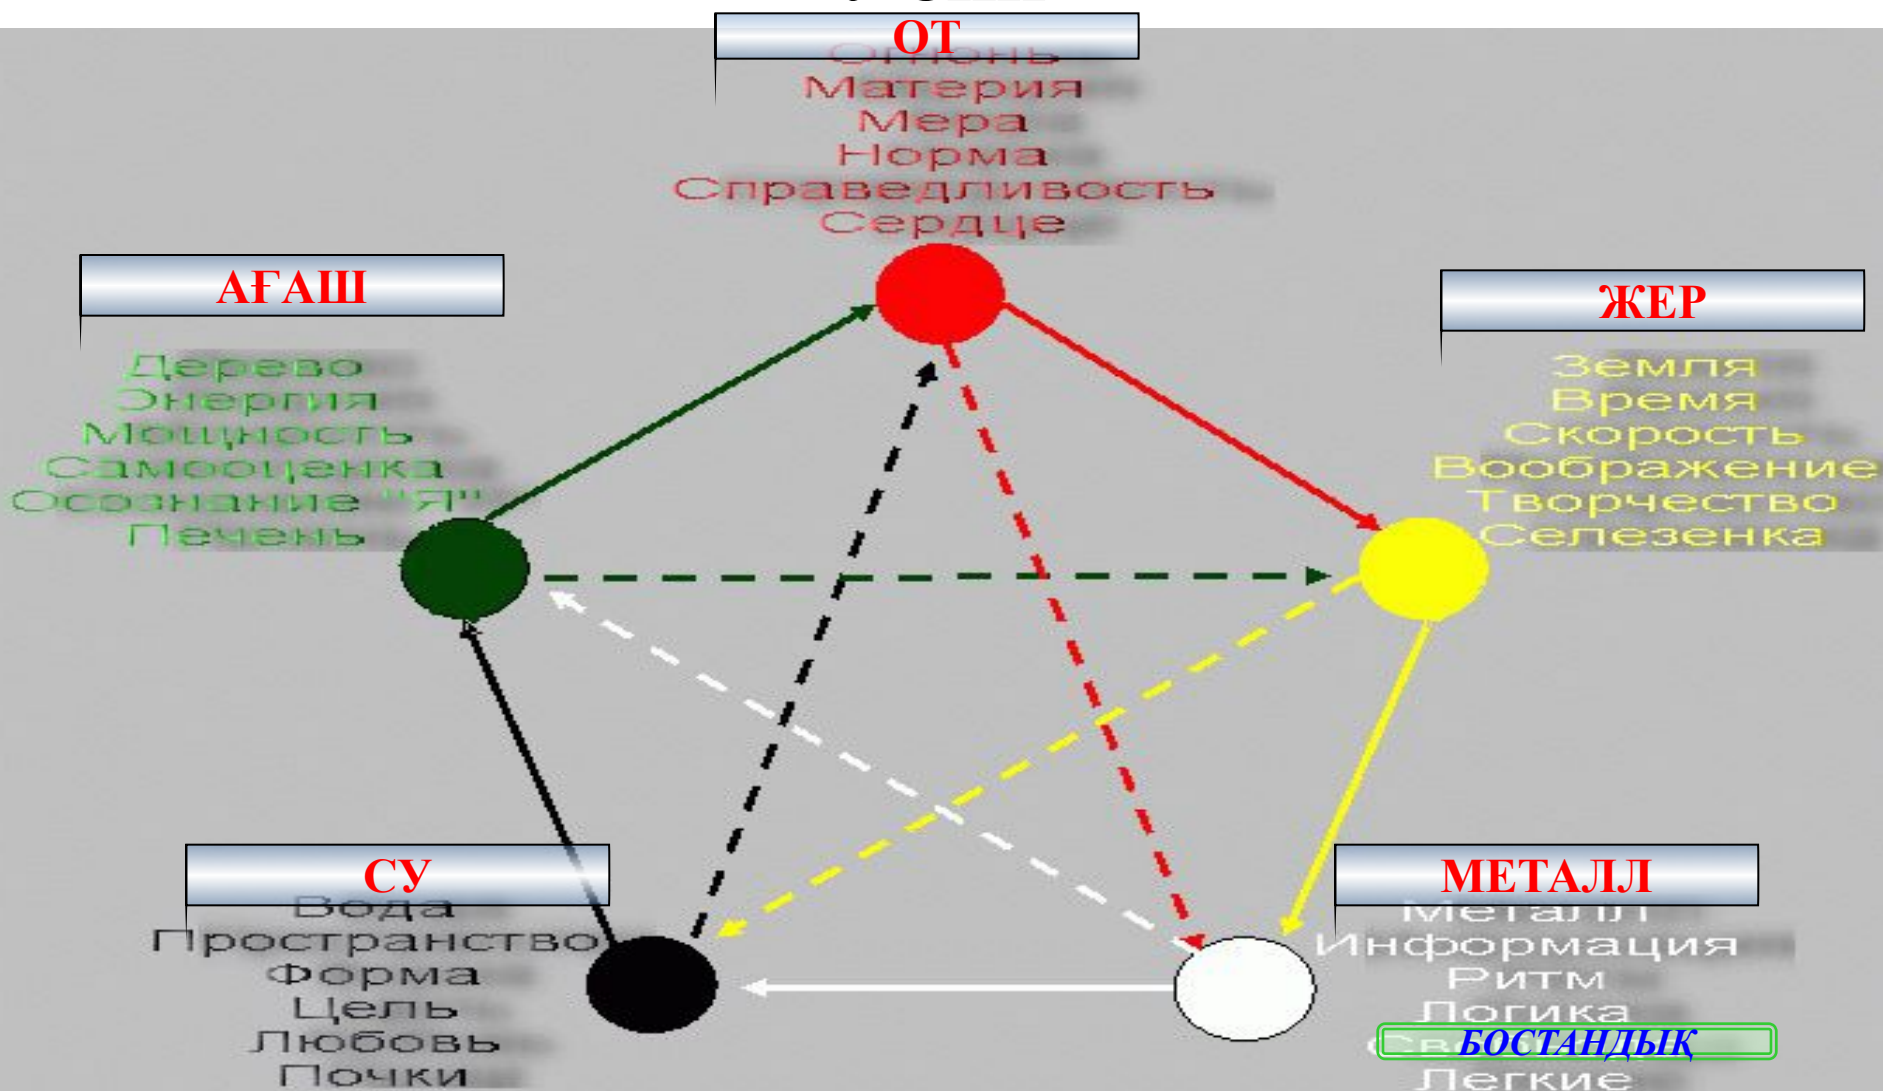 ОТ
Огонь
Материя
Мера
Норма
Справедливость
Сердце
АҒАШ
Дерево
Энергия
Мощность
Самооценка
Осознание "Я"
Печень
ЖЕР
Земля
Время
Скорость
Воображение
Творчество
Селезенка
СУ
Вода
Пространство
Форма
Цель
Любовь
Почки
МЕТАЛЛ
Металл
Информация
Ритм
Логика
БОСТАНДЫҚ
Легкие